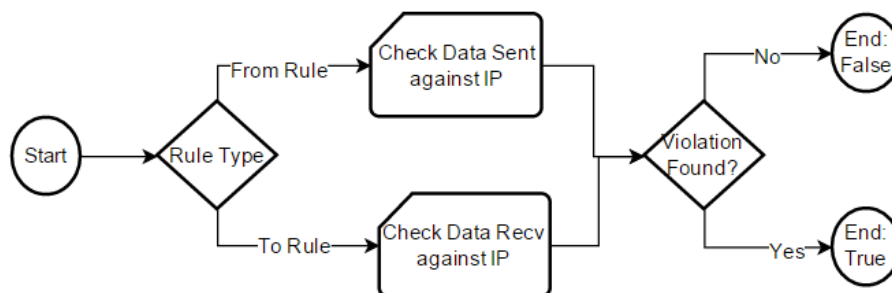 Start
Rule Type
From Rule
Check Data Sent
against IP
To Rule
Check Data Recv
against IP
Violation
Found?
No
End:
False
Yes
End:
True